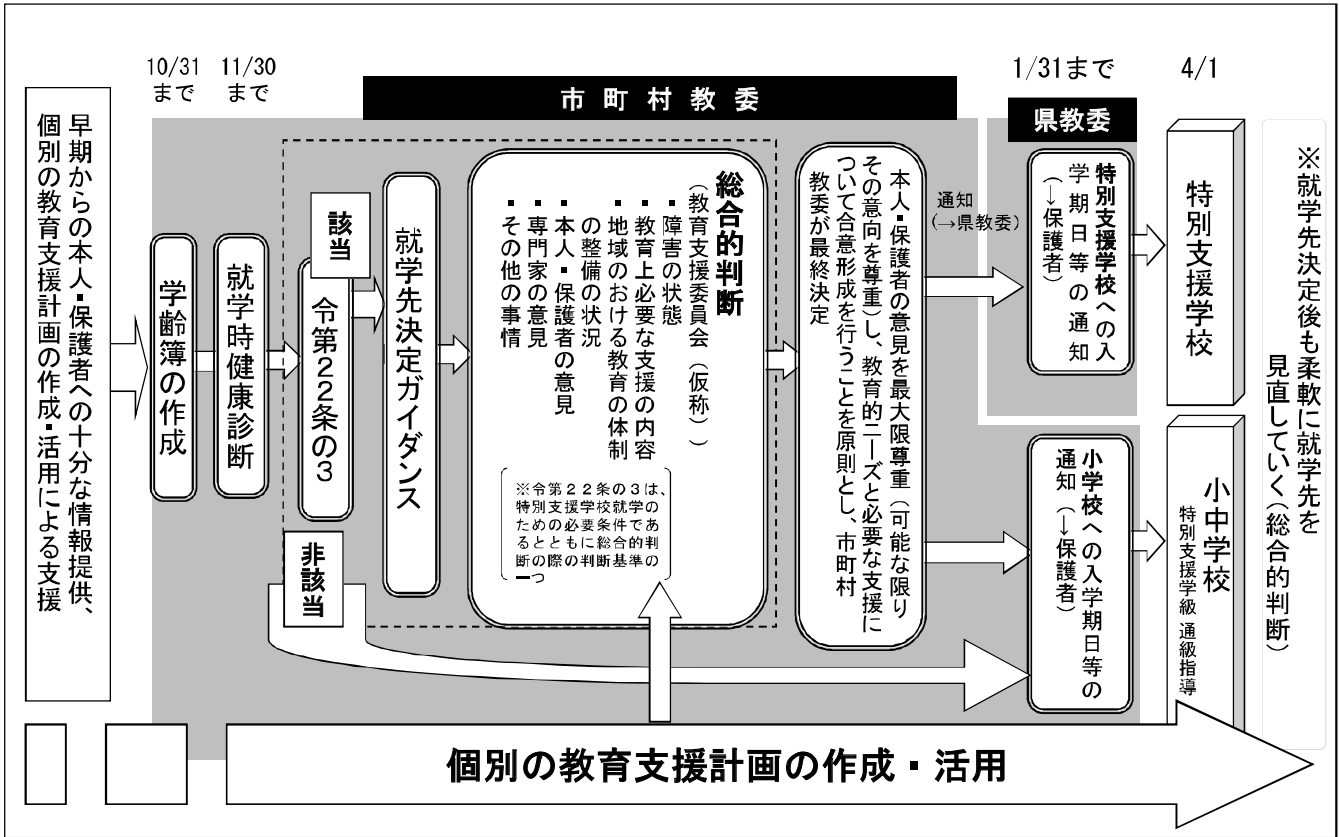 早期からの本人・保護者への十分な情報提供、
個別の教育支援計画の作成・活用による支援
10/31
まで
学齢簿の作成
11/30
まで
就学時健康診断
市町村教委
該当
令第22条の3
非該当
就学先決定ガイダンス
総合的判断
（教育支援委員会（仮称））
・障害の状態
・教育上必要な支援の内容
・地域のおける教育の体制
の整備の状況
・本人・保護者の意見
・専門家の意見
・その他の事情
※令第22条の3は、
特別支援学校就学の
ための必要条件であ
るとともに総合的判
断の際の判断基準の
一つ
本人・保護者の意見を最大限尊重（可能な限り
その意向を尊重）し、教育的ニーズと必要な支援に
ついて合意形成を行うことを原則とし、市町村
教委が最終決定
通知
（→県教委）
1/31まで
県教委
特別支援学校への入
学期日等の通知
（→保護者）
小学校への入学期日等の
通知（→保護者）
4/1
特別支援学校
小中学校
特別支援学級 通級指導
※就学先決定後も柔軟に就学先を
見直していく（総合的判断）
個別の教育支援計画の作成・活用